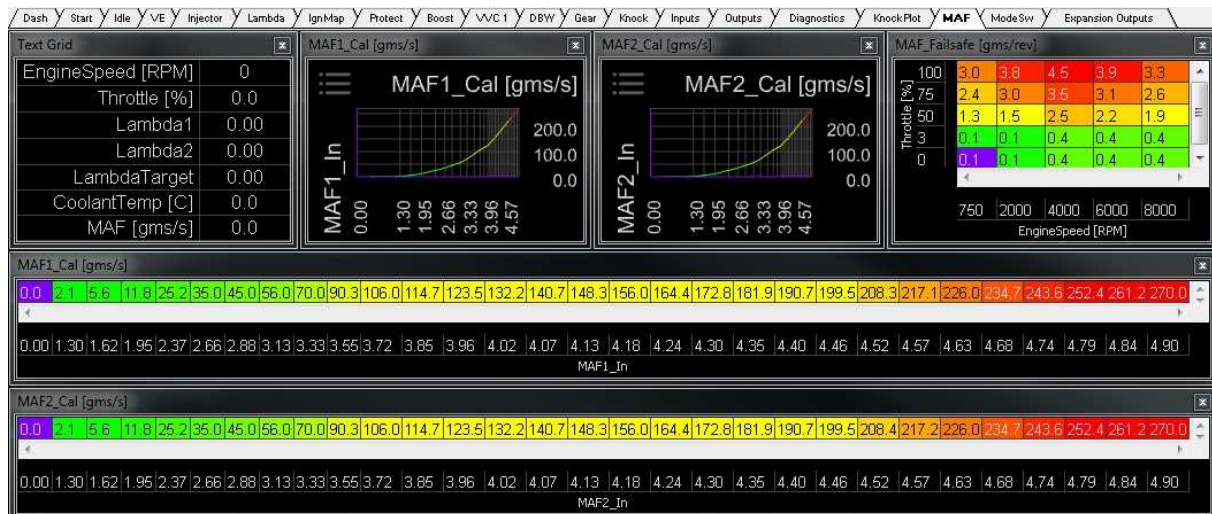 Dash Start Idle VE Injector Lambda IgnMap Protect Boost VVC 1 DBW Gear Knock Inputs Outputs Diagnostics Knock Plot MAF Mode Sw Expansion Outputs
Text Grid
EngineSpeed [RPM] 0
Throttle [%] 0.0
Lambda1 0.00
Lambda2 0.00
LambdaTarget 0.00
CoolantTemp [C] 0.0
MAF [gms/s] 0.0
MAF1_Cal [gms/s]
MAF1_Cal [gms/s]
MAF1_In
200.0
100.0
0.0
0.00 1.30 1.95 2.66 3.33 3.96 4.57
MAF2_Cal [gms/s]
MAF2_Cal [gms/s]
MAF2_In
200.0
100.0
0.0
0.00 1.30 1.95 2.66 3.33 3.96 4.57
MAF_Failsafe [gms/rev]
Throttle [%]
100 3.0 3.8 4.5 3.9 3.3
75 2.4 3.0 3.5 3.1 2.6
50 1.3 1.5 2.5 2.2 1.9
3 0.1 0.1 0.4 0.4 0.4
0 0.1 0.1 0.4 0.4 0.4
750 2000 4000 6000 8000
EngineSpeed [RPM]
MAF1_Cal [gms/s]
0.0 2.1 5.6 11.8 25.2 35.0 45.0 56.0 70.0 90.3 106.0 114.7 123.5 132.2 140.7 148.3 156.0 164.4 172.8 181.9 190.7 199.5 208.3 217.1 226.0 234.7 243.6 252.4 261.2 270.0
0.00 1.30 1.62 1.95 2.37 2.66 2.88 3.13 3.33 3.55 3.72 3.85 3.96 4.02 4.07 4.13 4.18 4.24 4.30 4.35 4.40 4.46 4.52 4.57 4.63 4.68 4.74 4.79 4.84 4.90
MAF1_In
MAF2_Cal [gms/s]
0.0 2.1 5.6 11.8 25.2 35.0 45.0 56.0 70.0 90.3 106.0 114.7 123.5 132.2 140.7 148.3 156.0 164.4 172.8 181.9 190.7 199.5 208.4 217.2 226.0 234.7 243.6 252.4 261.2 270.0
0.00 1.30 1.62 1.95 2.37 2.66 2.88 3.13 3.33 3.55 3.72 3.85 3.96 4.02 4.07 4.13 4.18 4.24 4.30 4.35 4.40 4.46 4.52 4.57 4.63 4.68 4.74 4.79 4.84 4.90
MAF2_In